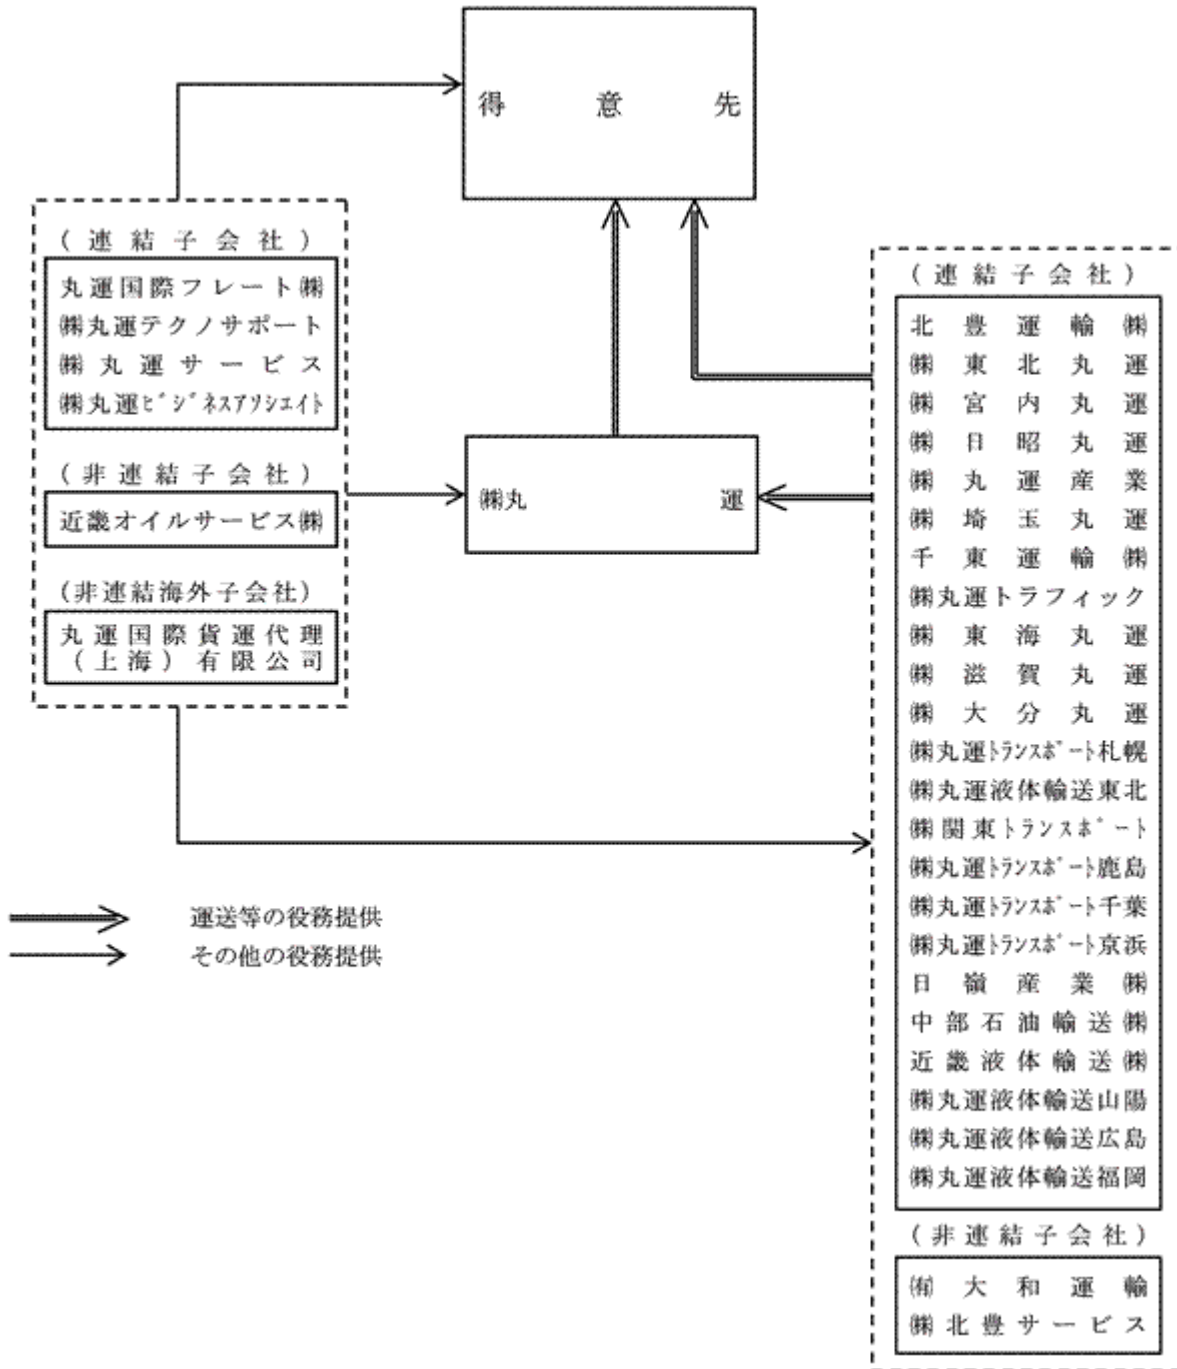 得意先
(連結子会社)
丸運国際フレート㈱
㈱丸運テクノサポート
㈱丸運サービス
㈱丸運ﾋﾞｼﾞﾈｽｱｿｼエイト
(非連結子会社)
近畿オイルサービス㈱
(非連結海外子会社)
丸運国際貨運代理
(上海)有限公司
㈱丸運
(連結子会社)
北豊運輸㈱
㈱東北丸運
㈱宮内丸運
㈱日昭丸運
㈱丸運産業
㈱埼玉丸運
千東運輸㈱
㈱丸運トラフィック
㈱東海丸運
㈱滋賀丸運
㈱大分丸運
㈱丸運ﾄﾗﾝｽﾎﾟｰﾄ札幌
㈱丸運液体輸送東北
㈱関東ﾄランスﾎﾟｰﾄ
㈱丸運ﾄﾗﾝｽﾎﾟｰﾄ鹿島
㈱丸運ﾄﾗﾝｽﾎﾟｰﾄ千葉
㈱丸運ﾄﾗﾝｽﾎﾟｰﾄ京浜
日嶺産業㈱
中部石油輸送㈱
近畿液体輸送㈱
㈱丸運液体輸送山陽
㈱丸運液体輸送広島
㈱丸運液体輸送福岡
(非連結子会社)
㈲大和運輸
㈱北豊サービス
運送等の役務提供
その他の役務提供